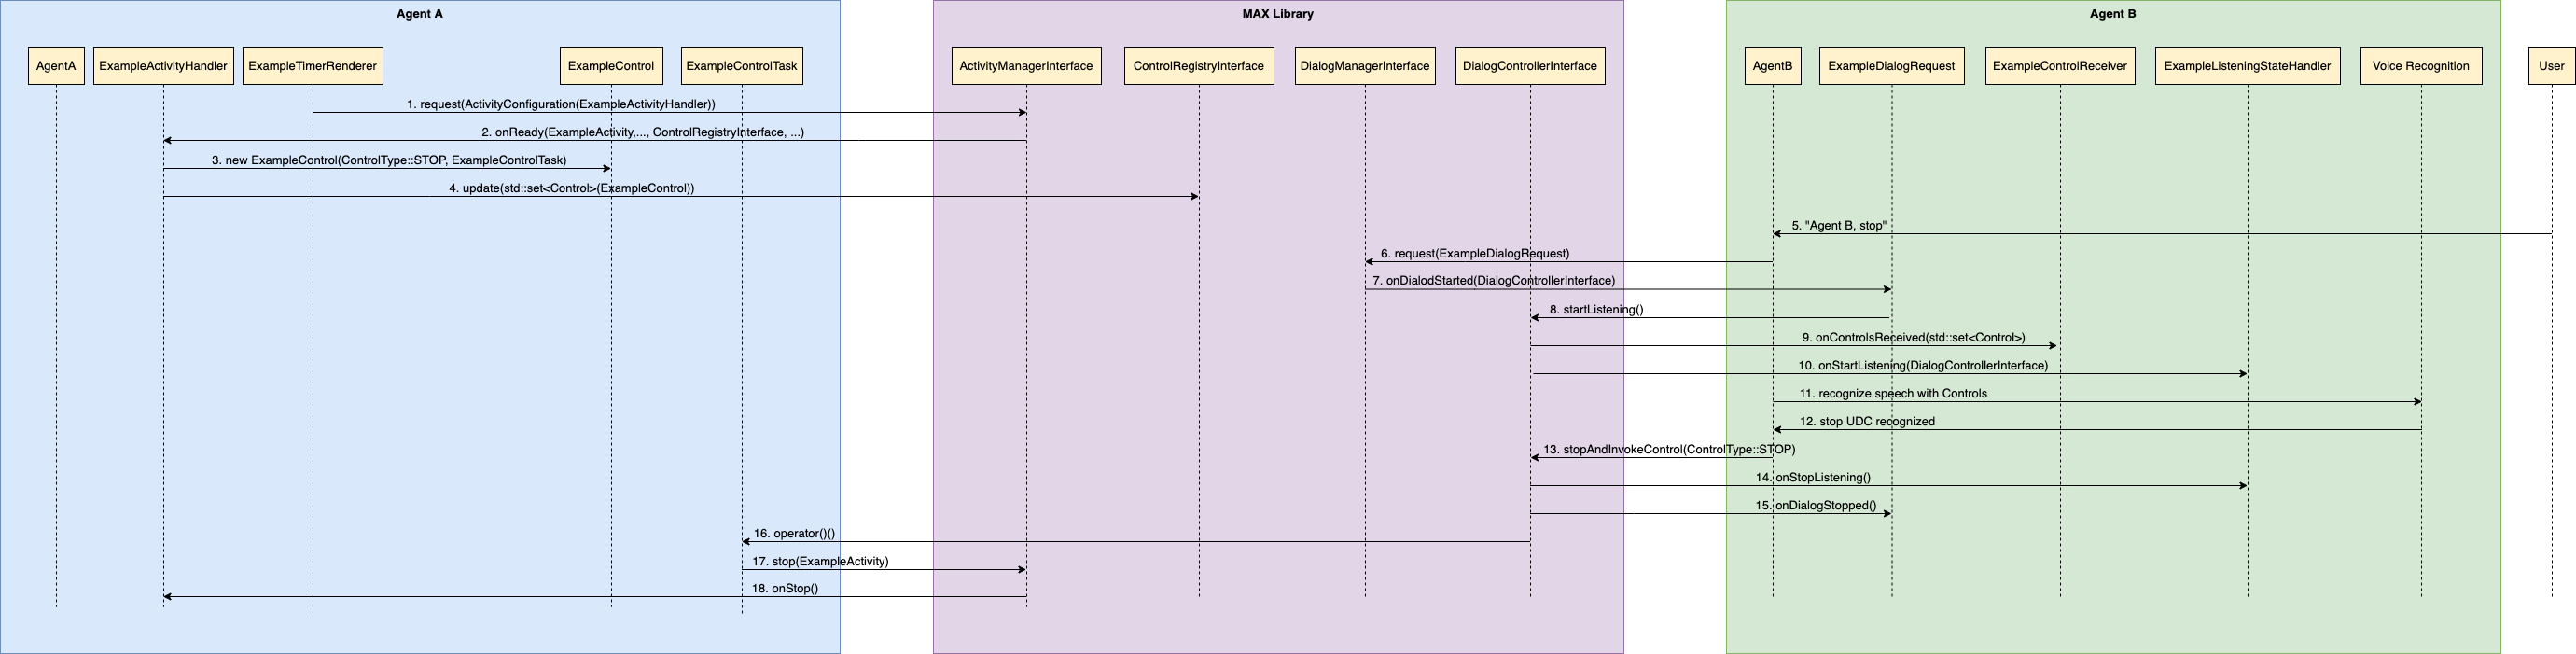 Agent A
MAX Library
Agent B
AgentA
ExampleActivityHandler
ExampleTimerRenderer
ExampleControl
ExampleControlTask
ActivityManagerInterface
ControlRegistryInterface
DialogManagerInterface
DialogControllerInterface
AgentB
ExampleDialogRequest
ExampleControlReceiver
ExampleListeningStateHandler
Voice Recognition
User
1. request(ActivityConfiguration(ExampleActivityHandler))
2. onReady(ExampleActivity,..., ControlRegistryInterface, ...)
3. new ExampleControl(ControlType::STOP, ExampleControlTask)
4. update(std::set<Control>(ExampleControl))
5. "Agent B, stop"
6. request(ExampleDialogRequest)
7. onDialodStarted(DialogControllerInterface)
8. startListening()
9. onControlsReceived(std::set<Control>)
10. onStartListening(DialogControllerInterface)
11. recognize speech with Controls
12. stop UDC recognized
13. stopAndInvokeControl(ControlType::STOP)
14. onStopListening()
15. onDialogStopped()
16. operator()()
17. stop(ExampleActivity)
18. onStop()